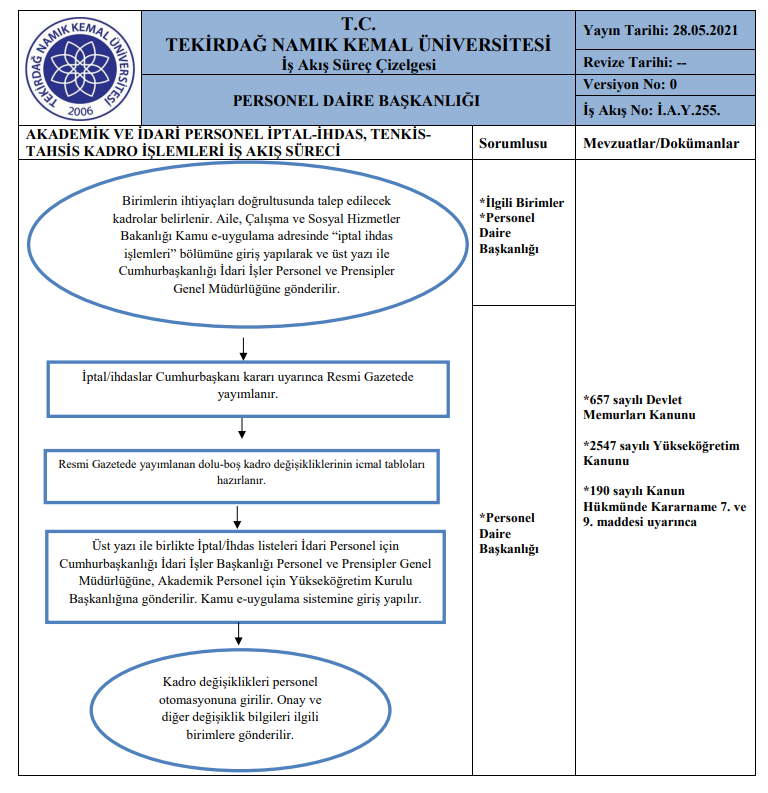 TEKİRDAĞ NAMIK KEMAL ÜNİVERSİTESİ
2006
T.C.
TEKİRDAĞ NAMIK KEMAL ÜNİVERSİTESİ
İş Akış Süreç Çizelgesi
PERSONEL DAİRE BAŞKANLIĞI
Yayın Tarihi: 28.05.2021
Revize Tarihi: --
Versiyon No: 0
İş Akış No: İ.A.Y.255.
AKADEMİK VE İDARİ PERSONEL İPTAL-İHDAS, TENKİS-
TAHSİS KADRO İŞLEMLERİ İŞ AKIŞ SÜRECİ
Sorumlusu
Mevzuatlar/Dokümanlar
Birimlerin ihtiyaçları doğrultusunda talep edilecek
kadrolar belirlenir. Aile, Çalışma ve Sosyal Hizmetler
Bakanlığı Kamu e-uygulama adresinde “iptal ihdas
işlemleri” bölümüne giriş yapılarak ve üst yazı ile
Cumhurbaşkanlığı İdari İşler Personel ve Prensipler
Genel Müdürlüğüne gönderilir.
*İlgili Birimler
*Personel
Daire
Başkanlığı
İptal/ihdaslar Cumhurbaşkanı kararı uyarınca Resmi Gazetede
yayımlanır.
Resmi Gazetede yayımlanan dolu-boş kadro değişikliklerinin icmal tabloları
hazırlanır.
Üst yazı ile birlikte İptal/İhdas listeleri İdari Personel için
Cumhurbaşkanlığı İdari İşler Başkanlığı Personel ve Prensipler Genel
Müdürlüğüne, Akademik Personel için Yükseköğretim Kurulu
Başkanlığına gönderilir. Kamu e-uygulama sistemine giriş yapılır.
Kadro değişiklikleri personel
otomasyonuna girilir. Onay ve
diğer değişiklik bilgileri ilgili
birimlere gönderilir.
*Personel
Daire
Başkanlığı
*657 sayılı Devlet
Memurları Kanunu
*2547 sayılı Yükseköğretim
Kanunu
*190 sayılı Kanun
Hükmünde Kararname 7. ve
9. maddesi uyarınca